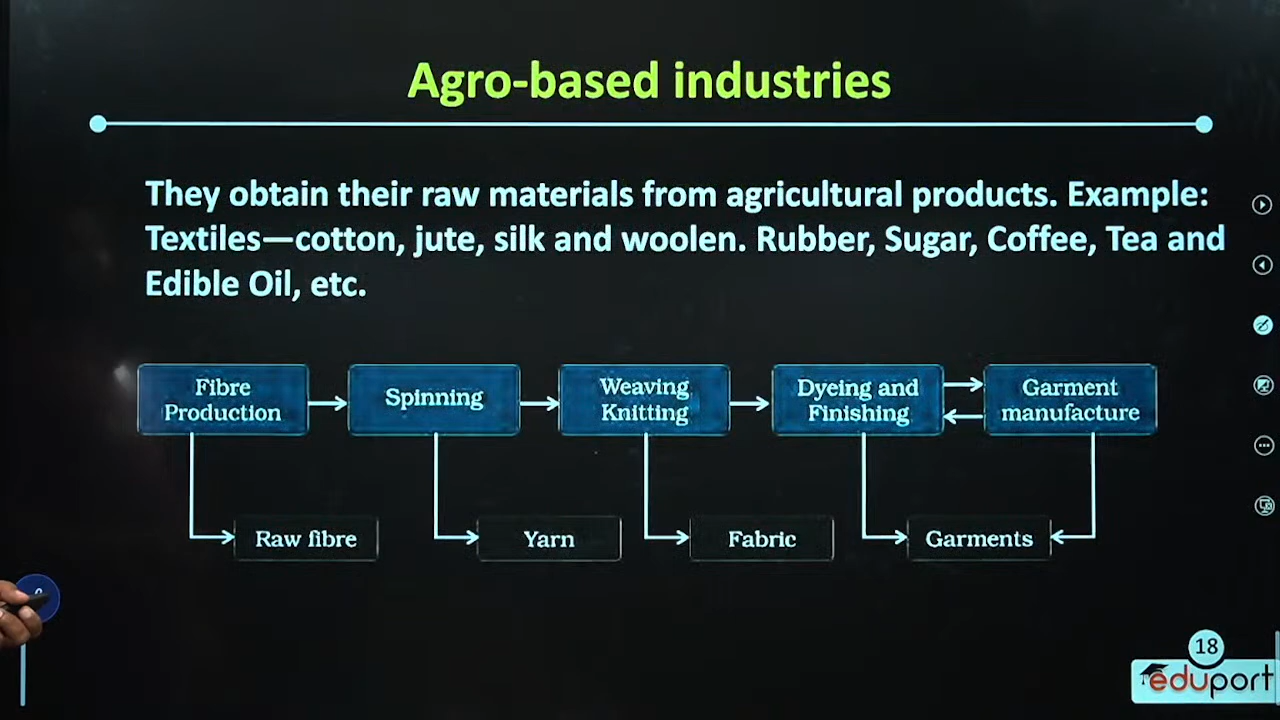 Agro-based industries
They obtain their raw materials from agricultural products. Example:
Textiles—cotton, jute, silk and woolen. Rubber, Sugar, Coffee, Tea and
Edible Oil, etc.
Fibre
Production
Spinning
Weaving
Knitting
Dyeing and
Finishing
Garment
manufacture
Raw fibre
Yarn
Fabric
Garments
18
eduport